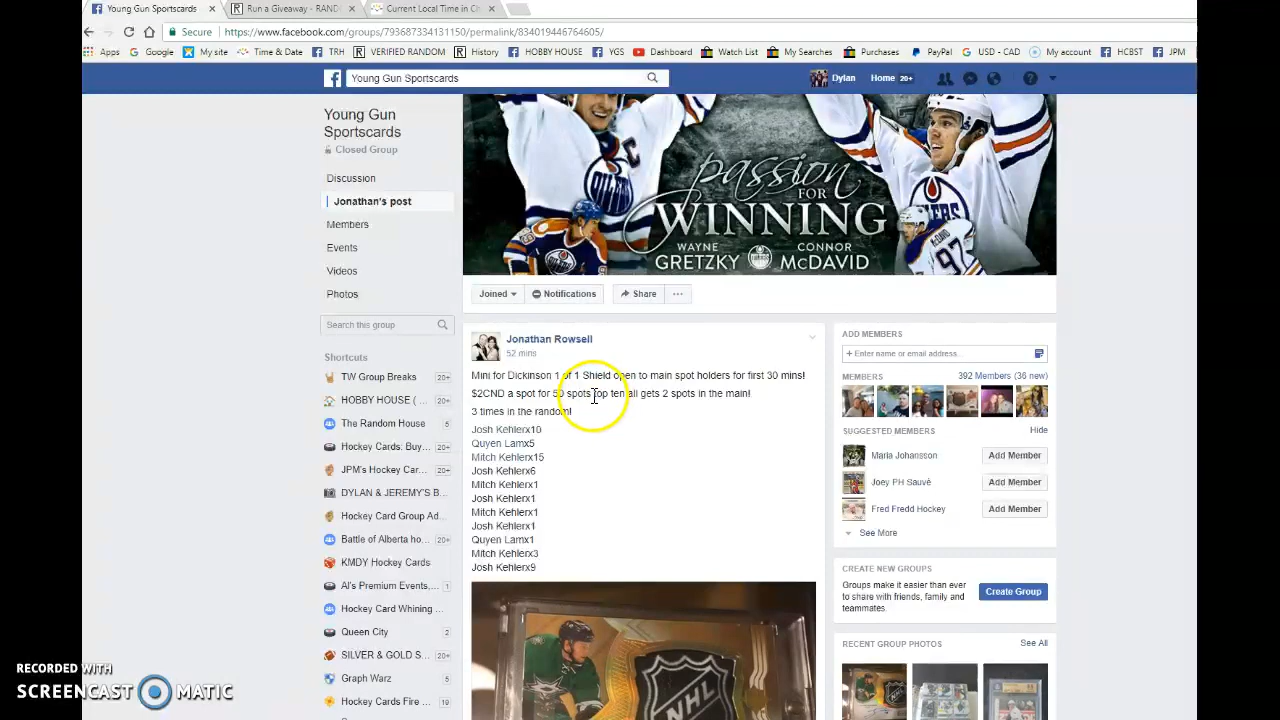 Young Gun Sportscards
Run a Giveaway - RAND
Current Local Time in C
Secure
https://www.facebook.com/groups/793687334131150/permalink/834019446764605/
Apps
Google
My site
Time & Date
TRH
VERIFIED RANDOM
History
HOBBY HOUSE
YGS
Dashboard
Watch List
My Searches
Purchases
PayPal
USD - CAD
My account
HCBST
JPM
Young Gun Sportscards
Dylan
Home 20+
Young Gun
Sportscards
Closed Group
Discussion
Jonathan's post
Members
Events
Videos
Photos
Search this group
Shortcuts
TW Group Breaks 20+
HOBBY HOUSE ( ... 20+
The Random House 20+
Hockey Cards: Buy... 20+
JPM's Hockey Car... 20+
DYLAN & JEREMY'S B...
Hockey Card Group Ad...
Battle of Alberta ho... 20+
KMDY Hockey Cards
Al's Premium Events,... 1
Hockey Card Whining ...
Queen City 2
SILVER & GOLD S... 20+
Graph Warz 20+
Hockey Cards Fire ... 19
passion
FOR
WINNING
WAYNE
GRETZKY
CONNOR
McDAVID
OILERS
McDAVID
97
Joined
Notifications
Share
Jonathan Rowsell
52 mins
Mini for Dickinson 1 of 1 Shield open to main spot holders for first 30 mins!
$2CND a spot for 50 spots top ten all gets 2 spots in the main!
3 times in the random!
Josh Kehlerx10
Quyen Lamx5
Mitch Kehlerx15
Josh Kehlerx6
Mitch Kehlerx1
Josh Kehlerx1
Mitch Kehlerx1
Josh Kehlerx1
Quyen Lamx1
Mitch Kehlerx3
Josh Kehlerx9
NHL
ADD MEMBERS
+ Enter name or email address...
MEMBERS
392 Members (36 new)
SUGGESTED MEMBERS
Hide
Maria Johansson
Add Member
Joey PH Sauvé
Add Member
Fred Fredd Hockey
Add Member
See More
CREATE NEW GROUPS
Groups make it easier than ever
to share with friends, family and
teammates.
Create Group
RECENT GROUP PHOTOS
See All
RECORDED WITH
SCREENCAST MATIC